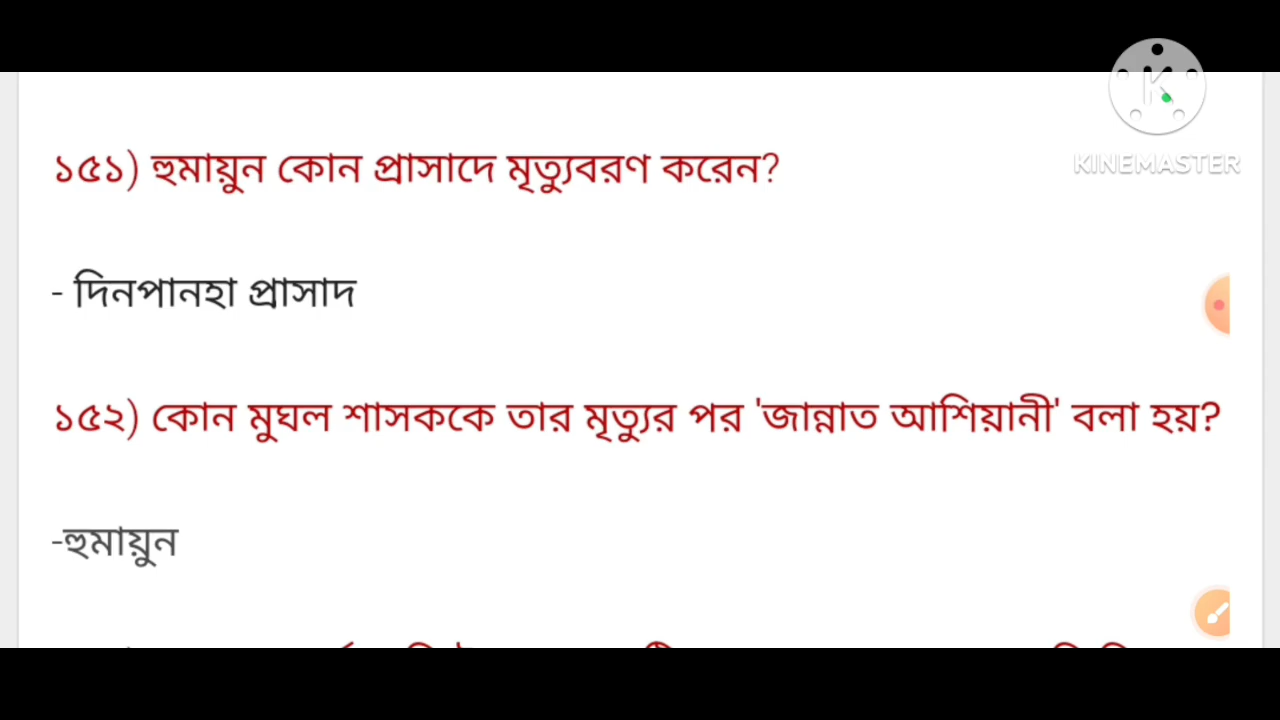 ১৫১) হুমায়ুন কোন প্রাসাদে মৃত্যুবরণ করেন?
- দিনপানহা প্রাসাদ
১৫২) কোন মুঘল শাসককে তার মৃত্যুর পর 'জান্নাত আশিয়ানী' বলা হয়?
-হুমায়ুন
KINEMASTER